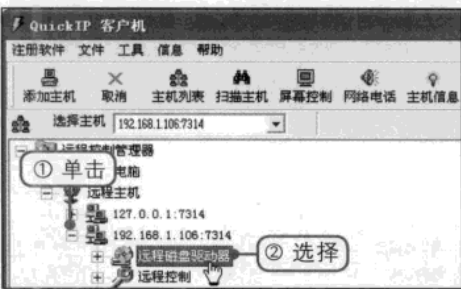 QuickIP 客户机
注册软件 文件 工具 信息 帮助
添加主机 取消 主机列表 扫描主机 屏幕控制 网络电话 主机信息
选择主机 192.168.1.106:7314
远程控制管理器
① 单击 电脑
远程主机
127.0.0.1:7314
192.168.1.106:7314
远程磁盘驱动器 ② 选择
远程控制